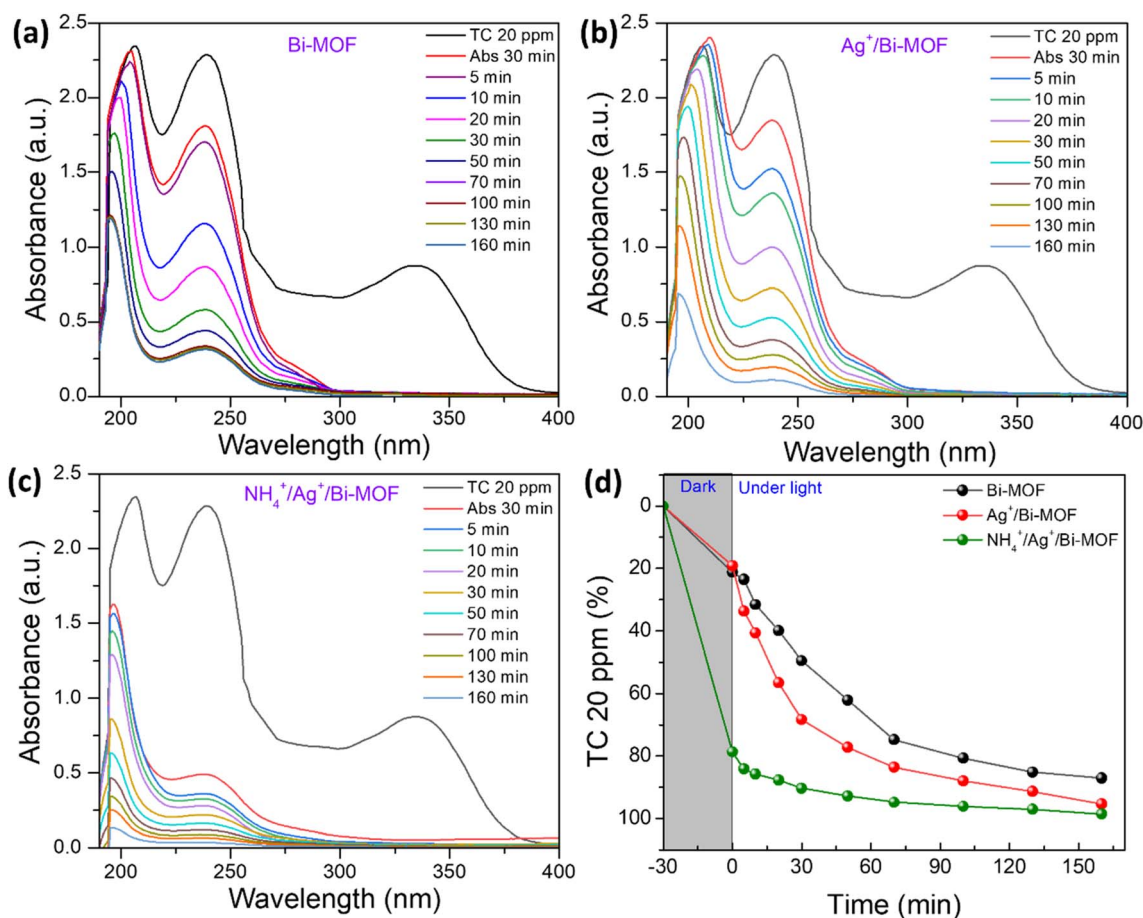 (a)
Bi-MOF
TC 20 ppm
Abs 30 min
5 min
10 min
20 min
30 min
50 min
70 min
100 min
130 min
160 min
Absorbance (a.u.)
2.5
2.0
1.5
1.0
0.5
0.0
200
250
300
350
400
Wavelength (nm)
(b)
Ag⁺/Bi-MOF
TC 20 ppm
Abs 30 min
5 min
10 min
20 min
30 min
50 min
70 min
100 min
130 min
160 min
Absorbance (a.u.)
2.5
2.0
1.5
1.0
0.5
0.0
200
250
300
350
400
Wavelength (nm)
(c)
NH₄⁺/Ag⁺/Bi-MOF
TC 20 ppm
Abs 30 min
5 min
10 min
20 min
30 min
50 min
70 min
100 min
130 min
160 min
Absorbance (a.u.)
2.5
2.0
1.5
1.0
0.5
0.0
200
250
300
350
400
Wavelength (nm)
(d)
Dark
Under light
Bi-MOF
Ag⁺/Bi-MOF
NH₄⁺/Ag⁺/Bi-MOF
TC 20 ppm (%)
0
20
40
60
80
100
-30
0
30
60
90
120
150
Time (min)